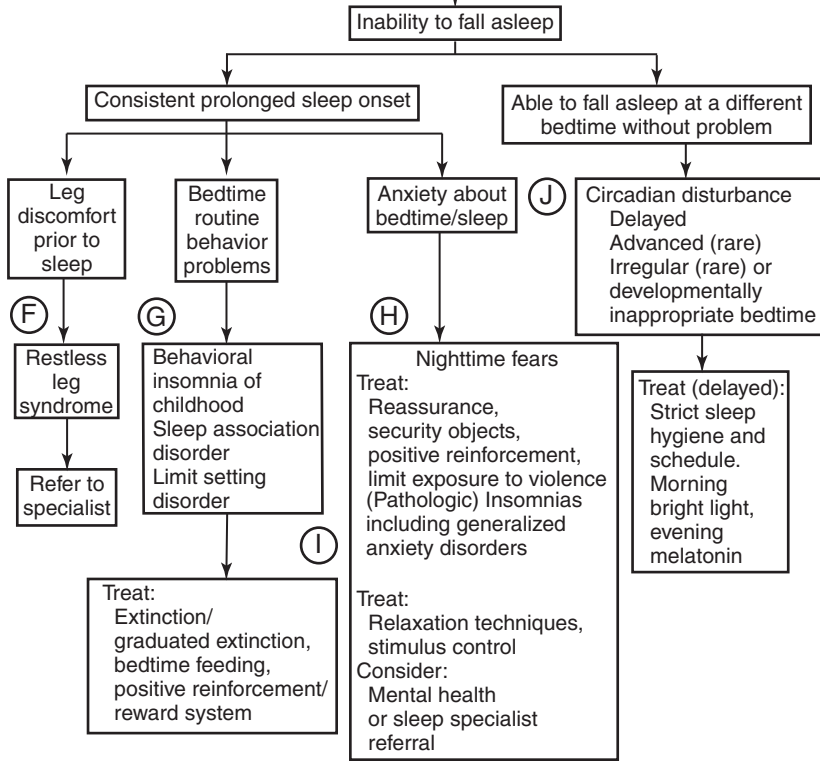 Inability to fall asleep
Consistent prolonged sleep onset
Able to fall asleep at a different
bedtime without problem
Leg
discomfort
prior to
sleep
Bedtime
routine
behavior
problems
Anxiety about
bedtime/sleep
J
Circadian disturbance
Delayed
Advanced (rare)
Irregular (rare) or
developmentally
inappropriate bedtime
F
Restless
leg
syndrome
Refer to
specialist
G
Behavioral
insomnia of
childhood
Sleep association
disorder
Limit setting
disorder
H
Nighttime fears
Treat:
Reassurance,
security objects,
positive reinforcement,
limit exposure to violence
(Pathologic) Insomnias
including generalized
anxiety disorders
Treat:
Relaxation techniques,
stimulus control
Consider:
Mental health
or sleep specialist
referral
Treat (delayed):
Strict sleep
hygiene and
schedule.
Morning
bright light,
evening
melatonin
I
Treat:
Extinction/
graduated extinction,
bedtime feeding,
positive reinforcement/
reward system